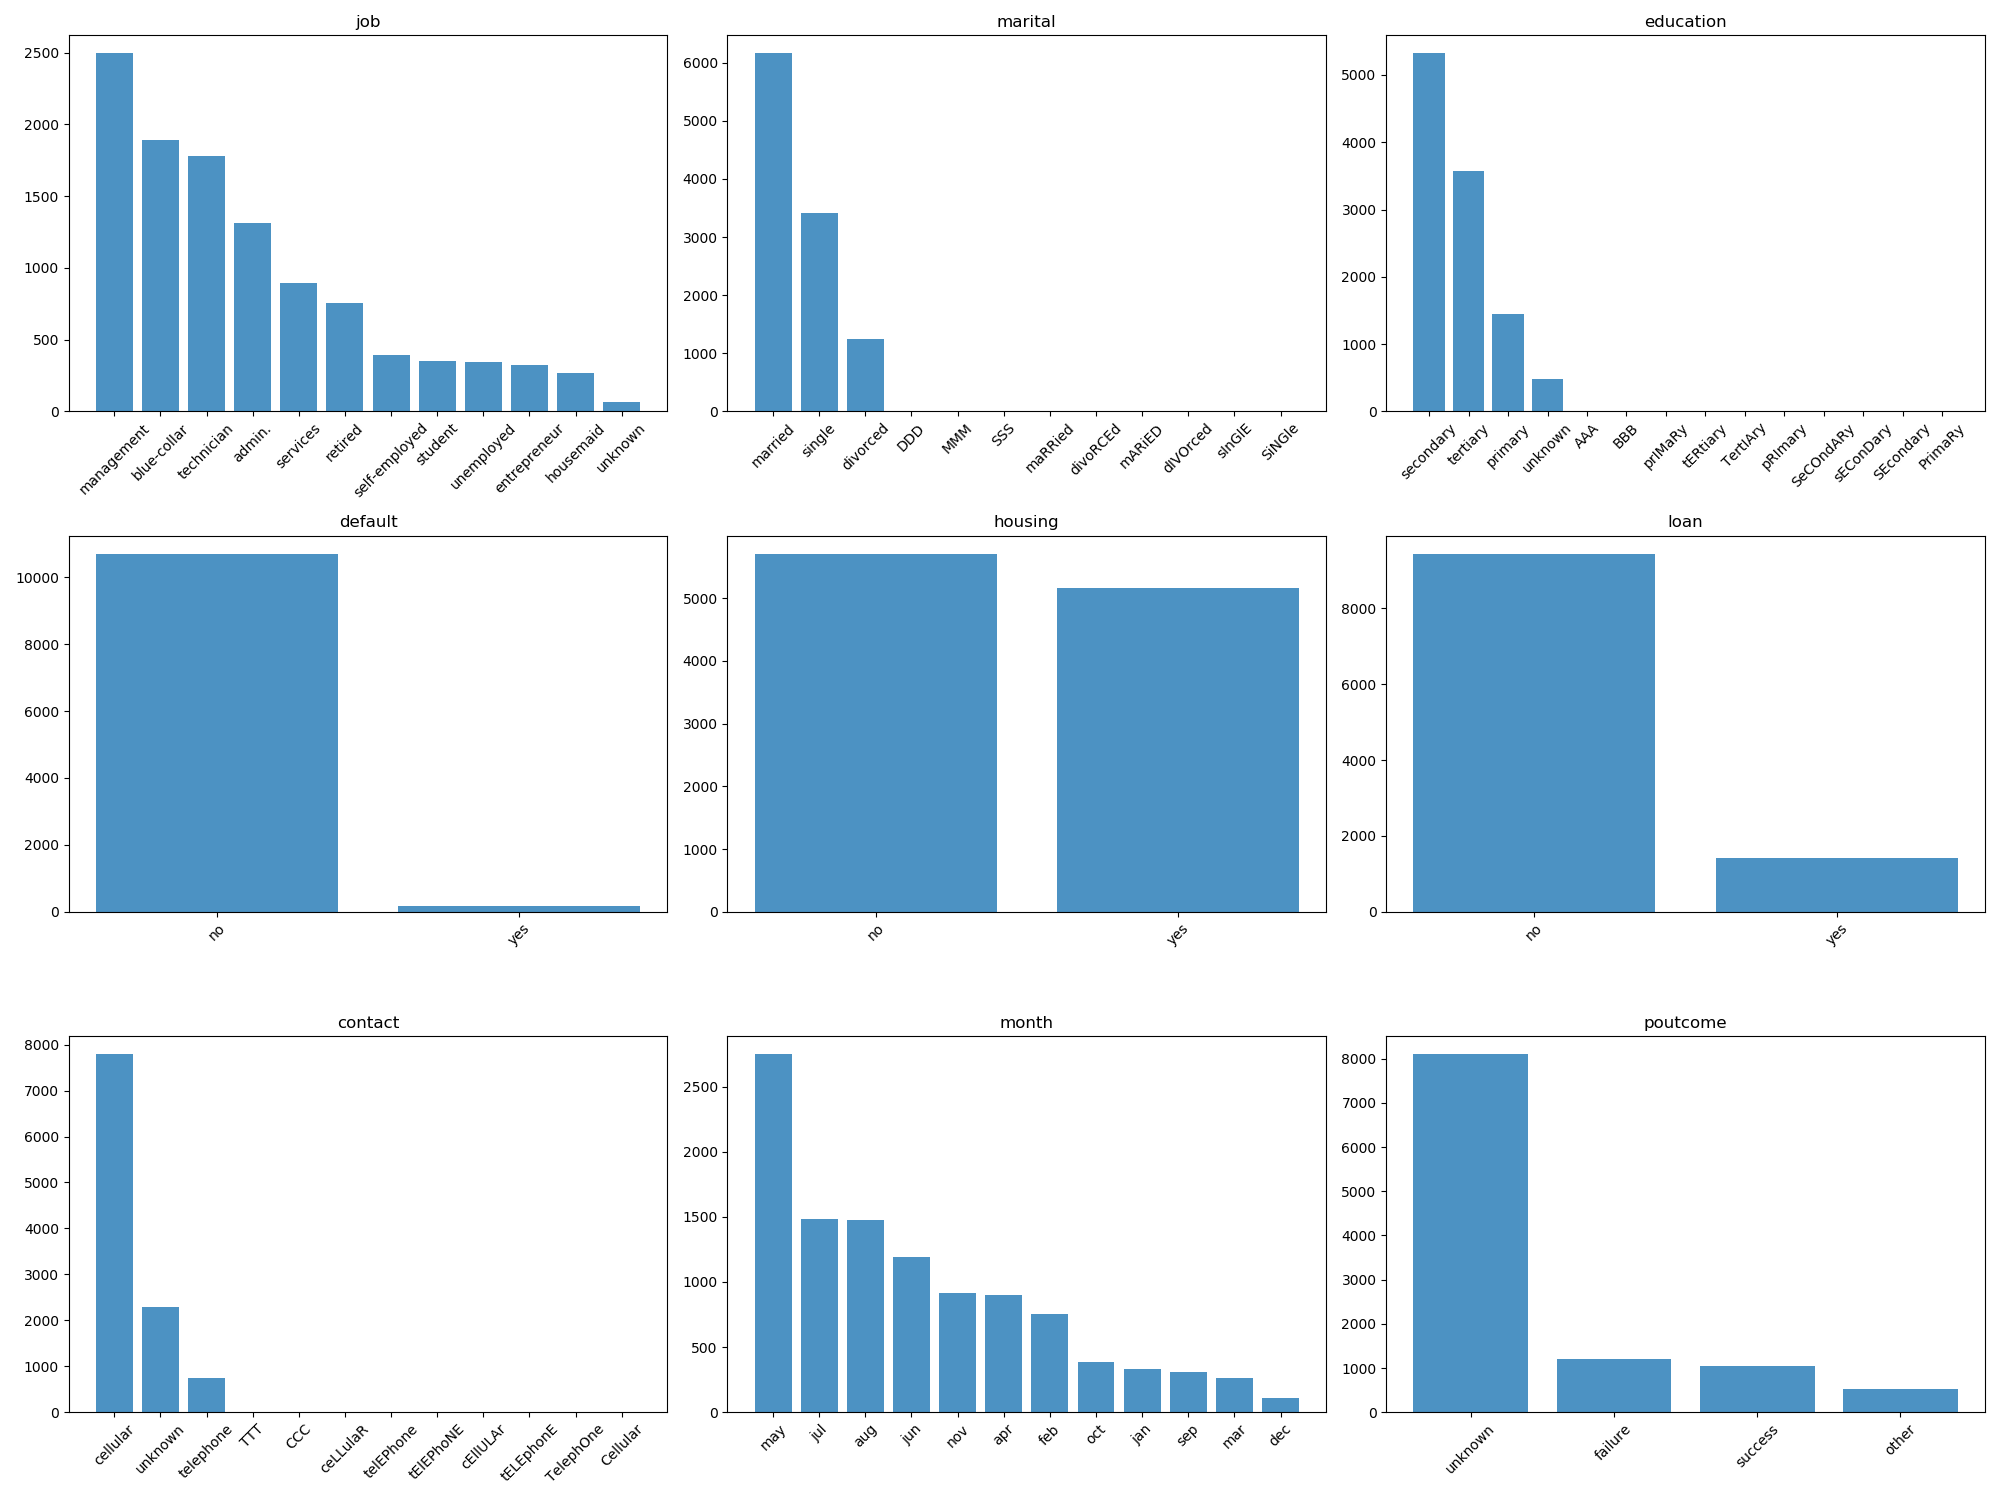 job
2500
2000
1500
1000
500
0
management
blue-collar
technician
admin.
services
retired
self-employed
student
unemployed
entrepreneur
housemaid
unknown
marital
6000
5000
4000
3000
2000
1000
0
married
single
divorced
DDD
MMM
SSS
maRRied
divoRCEd
mARiED
dIVOrced
sInGlE
SiNGle
education
5000
4000
3000
2000
1000
0
secondary
tertiary
primary
unknown
AAA
BBB
prIMaRy
tERtiary
TertIAry
pRImary
SeCOndARy
sEConDary
SEcondary
PrimaRy
default
10000
8000
6000
4000
2000
0
no
yes
housing
5000
4000
3000
2000
1000
0
no
yes
loan
8000
6000
4000
2000
0
no
yes
contact
8000
7000
6000
5000
4000
3000
2000
1000
0
cellular
unknown
telephone
TTT
CCC
ceLLulaR
telEPhone
tElEPhoNE
cEllULAr
tELEphonE
TelephOne
Cellular
month
2500
2000
1500
1000
500
0
may
jul
aug
jun
nov
apr
feb
oct
jan
sep
mar
dec
poutcome
8000
7000
6000
5000
4000
3000
2000
1000
0
unknown
failure
success
other